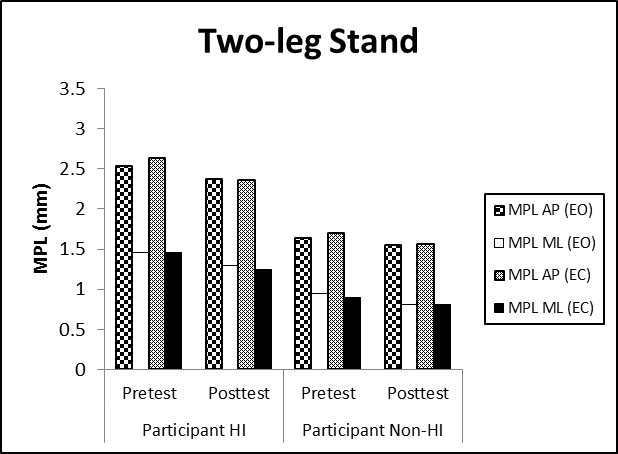 Two-leg Stand
MPL (mm)
3.5
3
2.5
2
1.5
1
0.5
0
Pretest Posttest Pretest Posttest
Participant HI Participant Non-HI
MPL AP (EO)
MPL ML (EO)
MPL AP (EC)
MPL ML (EC)